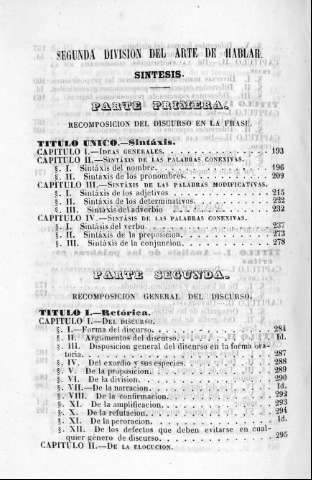 SEGUNDA DIVISION DEL ARTE DE HABLAR
SINTESIS.
PARTE PRIMERA.
RECOMPOSICION DEL DISCURSO EN LA FRASE.
TITULO UNICO.—Sintáxis.
CAPITULO I.—IDEAS GENERALES. 193
CAPITULO II.—SINTÁXIS DE LAS PALABRAS CONEXIVAS.
§. I. Sintáxis del nombre. 196
§. II. Sintáxis de los pronombres. 209
CAPITULO III.—SINTÁXIS DE LAS PALABRAS MODIFICATIVAS.
§. I. Sintáxis de los adjetivos 215
§. II. Sintáxis de los determinativos. 222
§. III. Sintáxis del adverbio 232
CAPITULO IV.—SINTÁXIS DE LAS PALABRAS CONEXIVAS.
§. I. Sintáxis del verbo. 237
§. II. Sintáxis de la preposicion. 273
§. III. Sintáxis de la conjuncion. 278
PARTE SEGUNDA.
RECOMPOSICION GENERAL DEL DISCURSO.
TITULO I.—Retórica.
CAPITULO I.—DEL DISCURSO.
§. I.—Forma del discurso. 284
§. II. Argumentos del discurso. Id.
§. III. Disposicion general del discurso en la forma ora-
toria. 287
§. IV. Del exordio y sus especies. 288
§. V. De la proposicion. 289
§. VI. De la division. 290
§. VII.—De la narracion. Id.
§. VIII. De la confirmacion. 292
§. IX. De la amplificacion. 293
§. X. De la refutacion. 294
§. XI. De la peroracion. Id.
§. XII. De los defectos que deben evitarse en cual-
quier género de discurso. 295
CAPITULO II.—DE LA ELOCUCION.